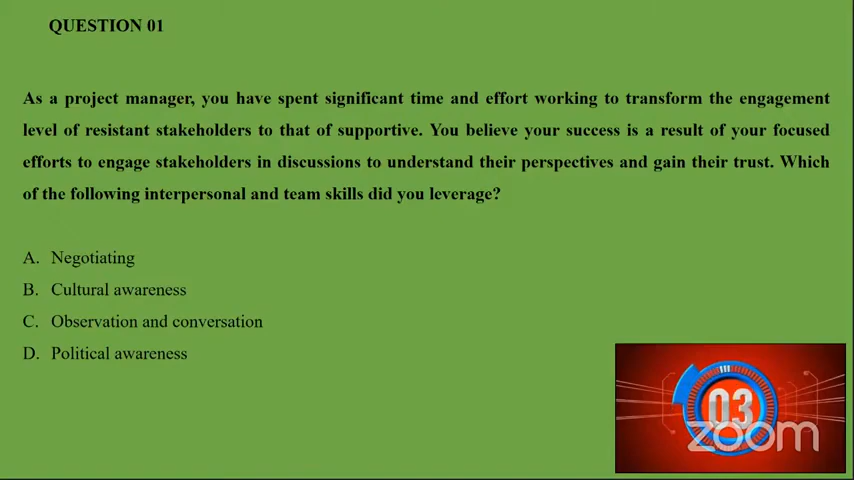 QUESTION 01
As a project manager, you have spent significant time and effort working to transform the engagement
level of resistant stakeholders to that of supportive. You believe your success is a result of your focused
efforts to engage stakeholders in discussions to understand their perspectives and gain their trust. Which
of the following interpersonal and team skills did you leverage?
A. Negotiating
B. Cultural awareness
C. Observation and conversation
D. Political awareness
03
zoom